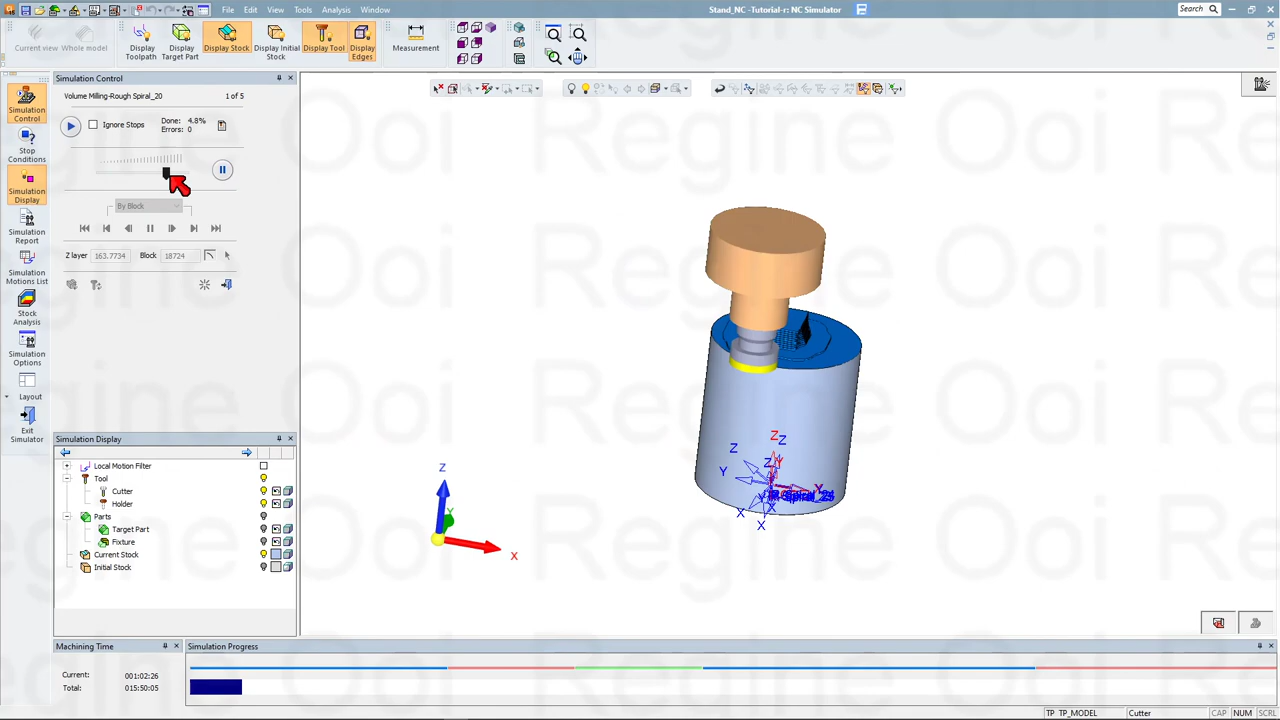 Stand_NC -Tutorial-r: NC Simulator
File Edit View Tools Analysis Window
Search
Current view
Whole model
Display Toolpath
Display Target Part
Display Stock
Display Initial Stock
Display Tool
Display Edges
Measurement
Simulation Control
Volume Milling-Rough Spiral_20 1 of 5
Ignore Stops
Done: 4.8%
Errors: 0
By Block
Z layer 163.7734 Block 18724
Simulation Control
Stop Conditions
Simulation Display
Simulation Report
Simulation Motions List
Stock Analysis
Simulation Options
Layout
Exit Simulator
Simulation Display
Local Motion Filter
Tool
Cutter
Holder
Parts
Target Part
Fixture
Current Stock
Initial Stock
Z
Y
X
Z
Z
Z
Z
Y
Y
Y
Y
X
X
X
Machining Time
Current: 001:02:26
Total: 015:50:05
Simulation Progress
TP TP_MODEL Cutter CAP NUM SCRL
Regine Ooi